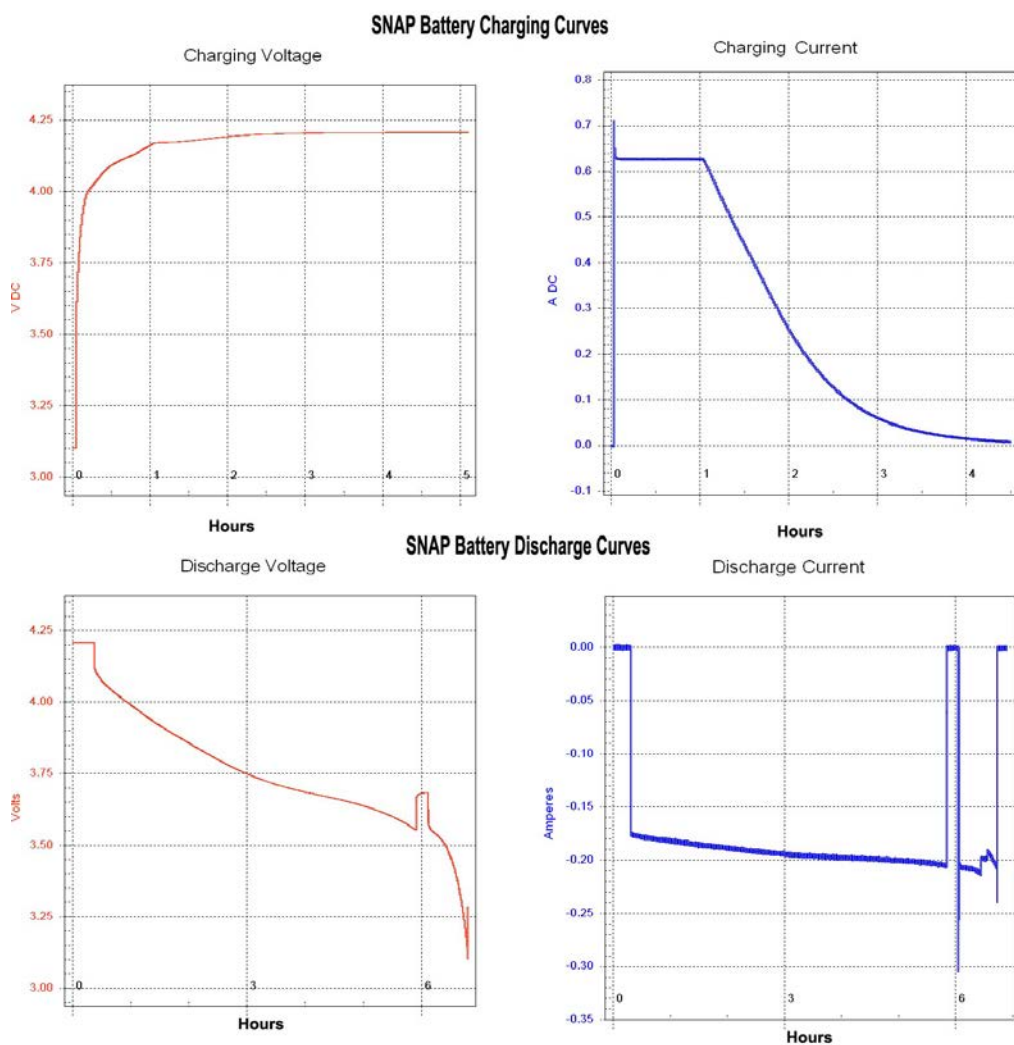 SNAP Battery Charging Curves
Charging Voltage
4.25
4.00
3.75
3.50
3.25
3.00
V DC
0 1 2 3 4 5
Hours
Charging Current
0.8
0.7
0.6
0.5
0.4
0.3
0.2
0.1
0.0
-0.1
A DC
0 1 2 3 4
Hours
SNAP Battery Discharge Curves
Discharge Voltage
4.25
4.00
3.75
3.50
3.25
3.00
Volts
0 3 6
Hours
Discharge Current
0.00
-0.05
-0.10
-0.15
-0.20
-0.25
-0.30
-0.35
Amperes
0 3 6
Hours